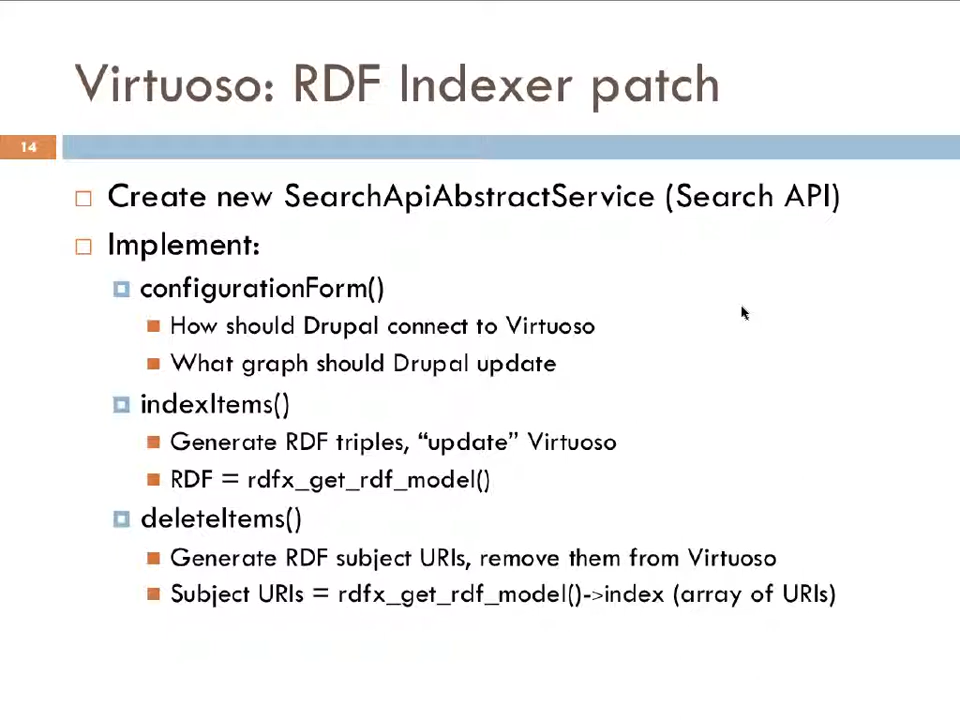 Virtuoso: RDF Indexer patch
14
Create new SearchApiAbstractService (Search API)
Implement:
configurationForm()
How should Drupal connect to Virtuoso
What graph should Drupal update
indexItems()
Generate RDF triples, “update” Virtuoso
RDF = rdfx_get_rdf_model()
deleteItems()
Generate RDF subject URIs, remove them from Virtuoso
Subject URIs = rdfx_get_rdf_model()->index (array of URIs)